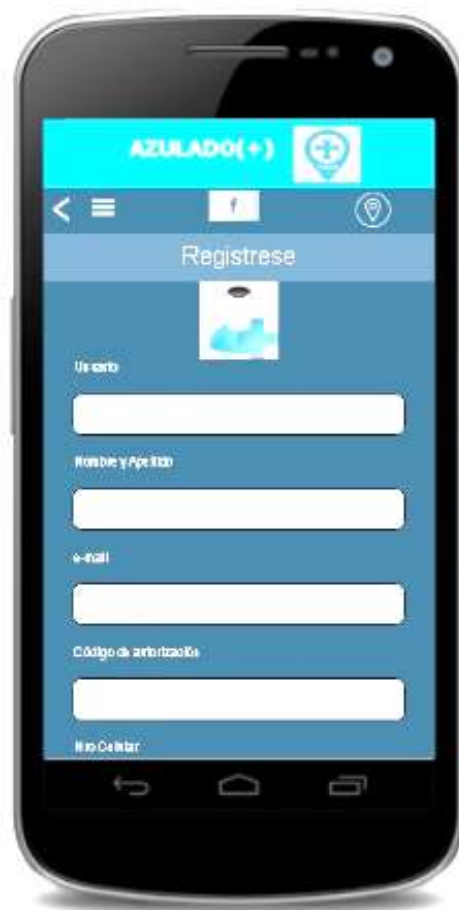 AZULADO(+)
f
Registrese
Usuario
Nombre y Apellido
e-mail
Código de autorización
Nro Celular